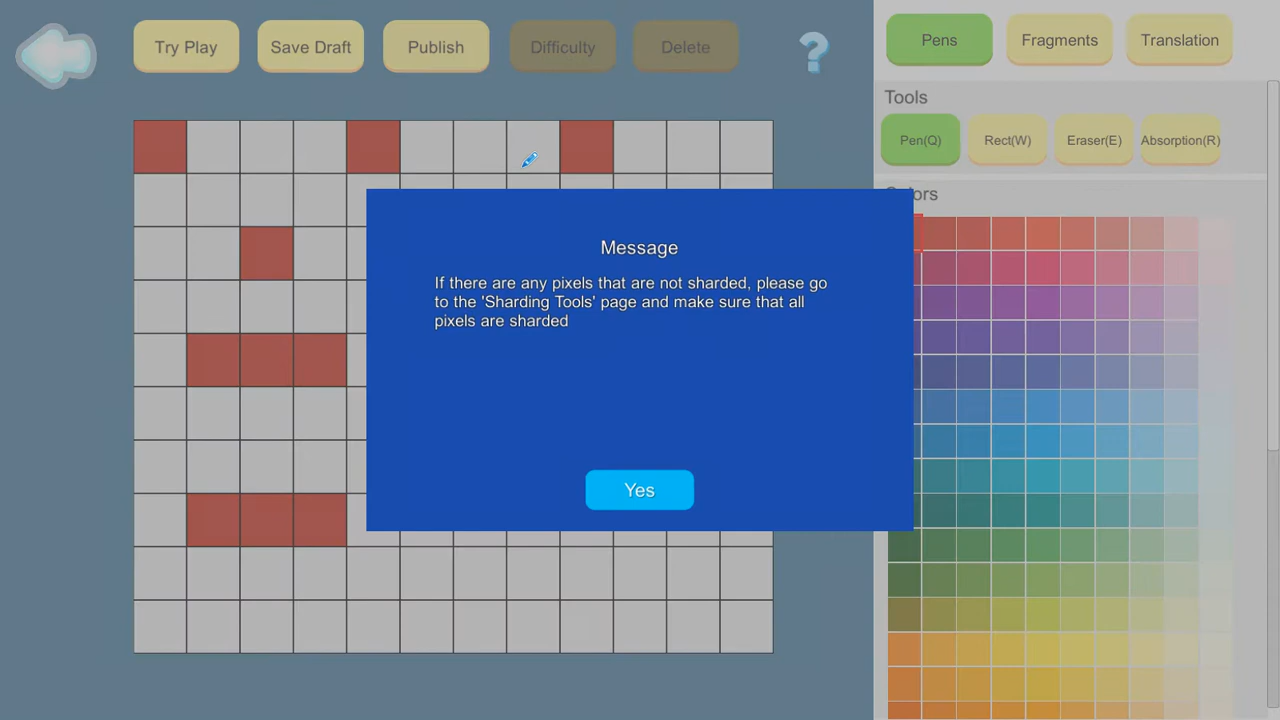 Try Play
Save Draft
Publish
Difficulty
Delete
?
Pens
Fragments
Translation
Tools
Pen(Q)
Rect(W)
Eraser(E)
Absorption(R)
olors
Message
If there are any pixels that are not sharded, please go
to the 'Sharding Tools' page and make sure that all
pixels are sharded
Yes